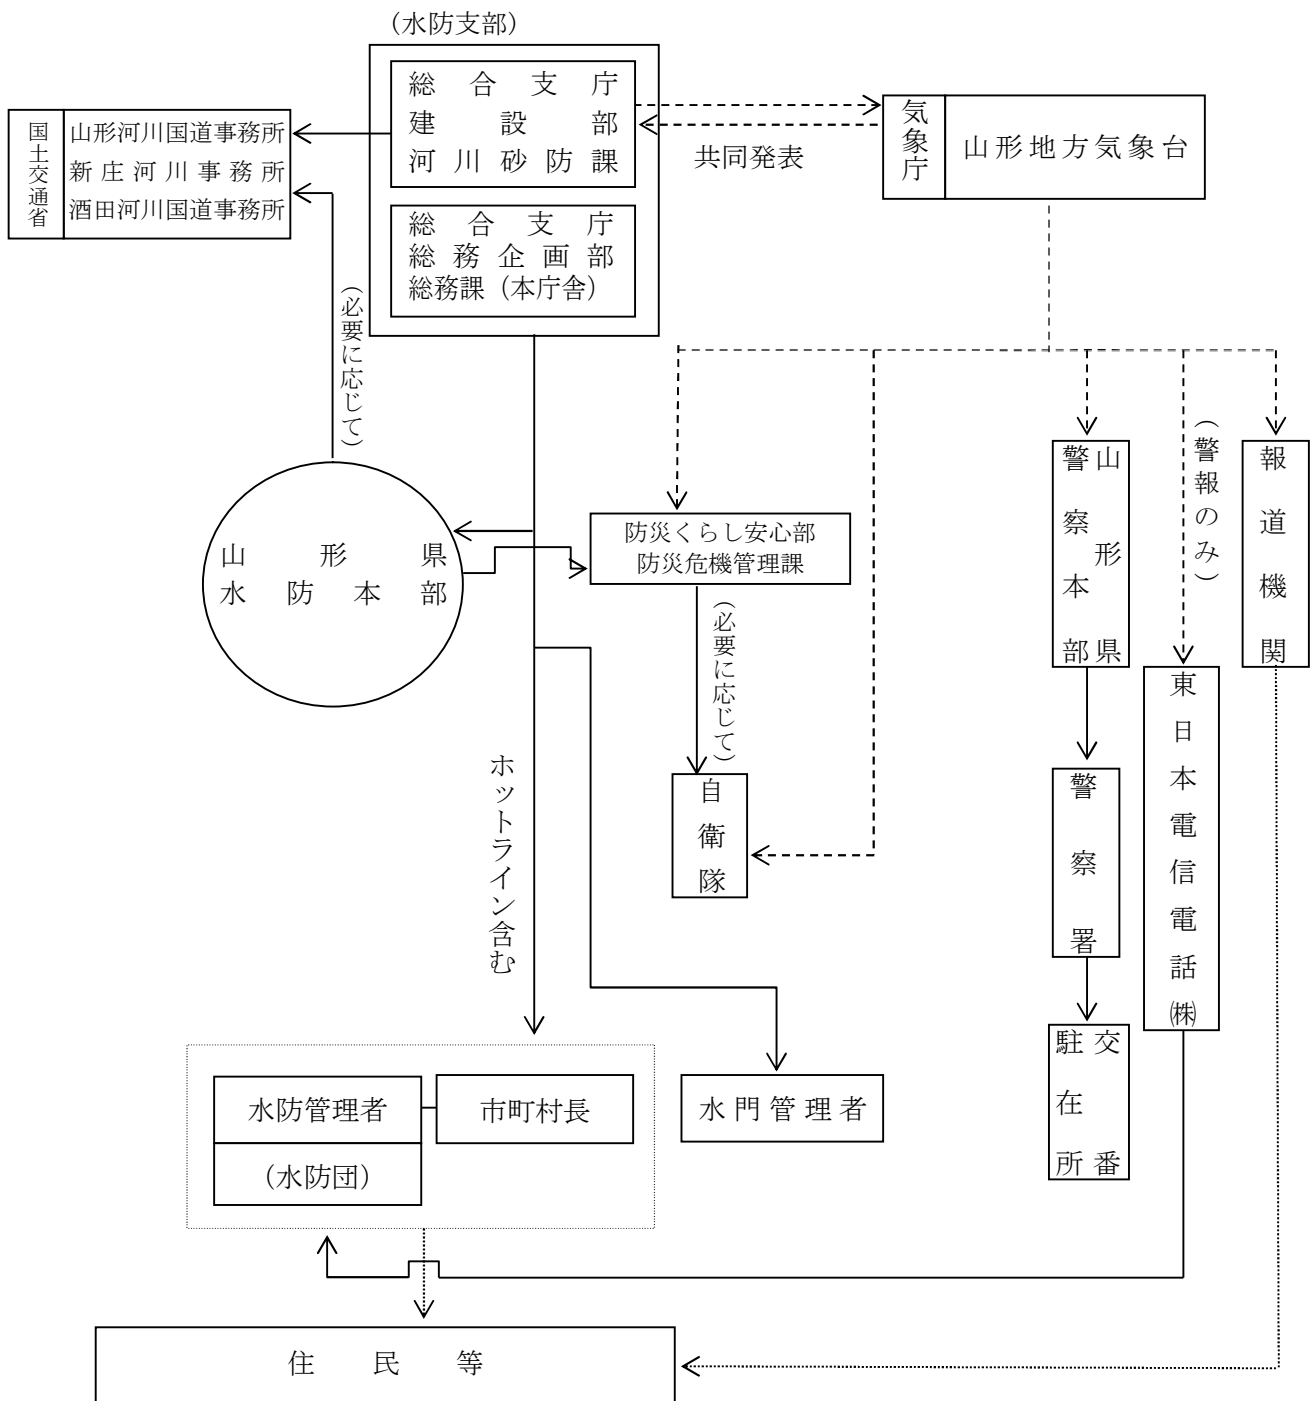 (水防支部)
総合支庁
建設部
河川砂防課
総合支庁
総務企画部
総務課(本庁舎)
国土交通省
山形河川国道事務所
新庄河川事務所
酒田河川国道事務所
共同発表
気象庁
山形地方気象台
(必要に応じて)
山形県
水防本部
防災くらし安心部
防災危機管理課
(必要に応じて)
自衛隊
ホットライン含む
山形県
警察本部
警察署
交番
駐在所
(警報のみ)
東日本電信電話㈱
報道機関
水防管理者
(水防団)
市町村長
水門管理者
住民等